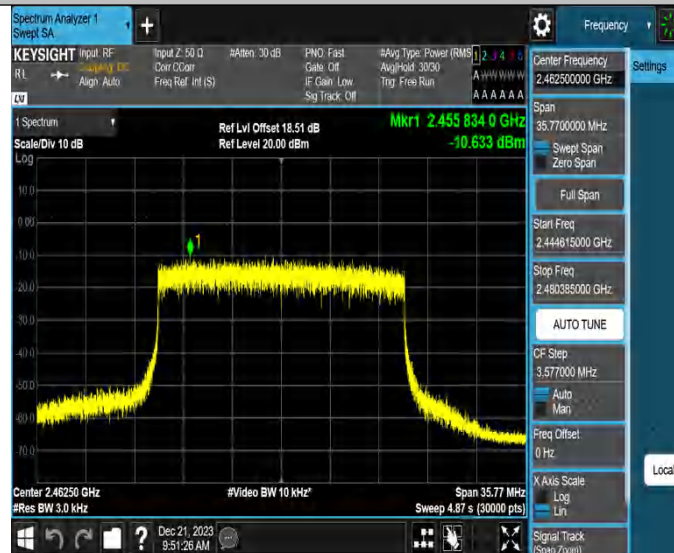 Spectrum Analyzer 1
Swept SA
+
Frequency
KEYSIGHT
RL
Input: RF
Coupling: DC
Align: Auto
Input Z: 50 Ω
Corr CCorr
Freq Ref: Int (S)
#Atten: 30 dB
PNO: Fast
Gate: Off
IF Gain: Low
Sig Track: Off
#Avg Type: Power (RMS
Avg|Hold: 30/30
Trig: Free Run
1 2 3 4 5 6
A W W W W W
A A A A A A
LNI
1 Spectrum
Scale/Div 10 dB
Log
Ref Lvl Offset 18.51 dB
Ref Level 20.00 dBm
Mkr1 2.455 834 0 GHz
-10.633 dBm
10.0
0.00
-10.0
-20.0
-30.0
-40.0
-50.0
-60.0
-70.0
1
Center 2.46250 GHz
#Res BW 3.0 kHz
#Video BW 10 kHz*
Span 35.77 MHz
Sweep 4.87 s (30000 pts)
Center Frequency
2.462500000 GHz
Span
35.7700000 MHz
Swept Span
Zero Span
Full Span
Start Freq
2.444615000 GHz
Stop Freq
2.480385000 GHz
AUTO TUNE
CF Step
3.577000 MHz
Auto
Man
Freq Offset
0 Hz
X Axis Scale
Log
Lin
Signal Track
(Span Zoom)
Settings
Local
?
Dec 21, 2023
9:51:26 AM